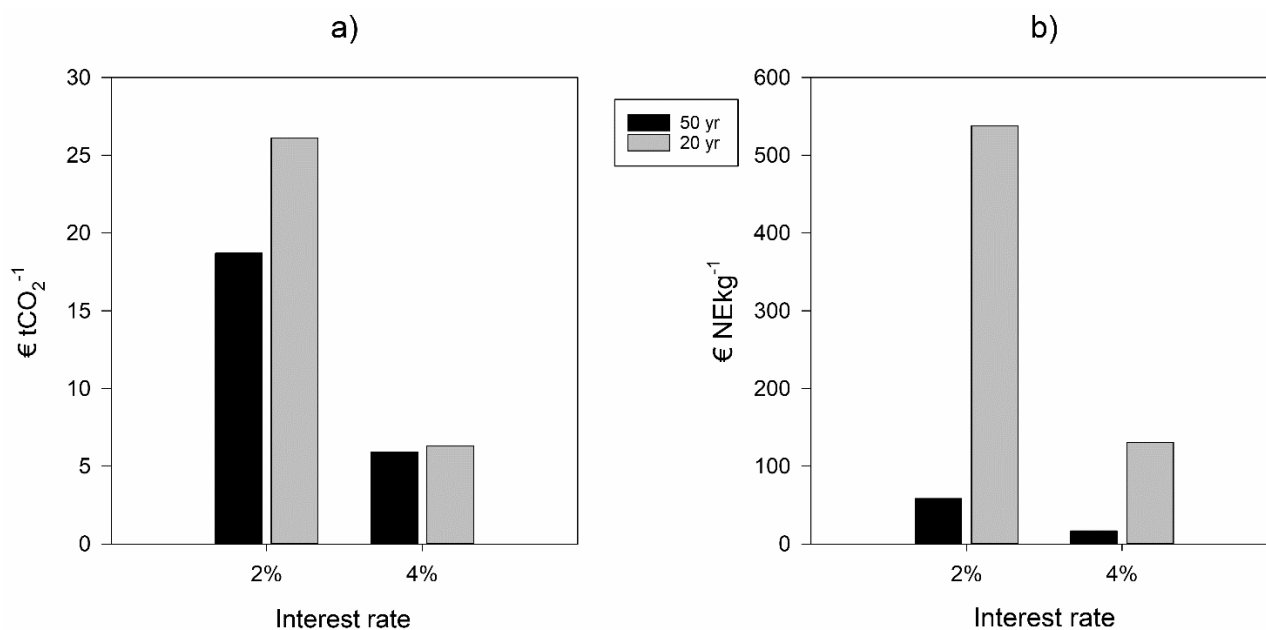 a)
30
25
20
15
10
5
0
€ tCO₂⁻¹
2%
4%
Interest rate
50 yr
20 yr
b)
600
500
400
300
200
100
0
€ NEkg⁻¹
2%
4%
Interest rate